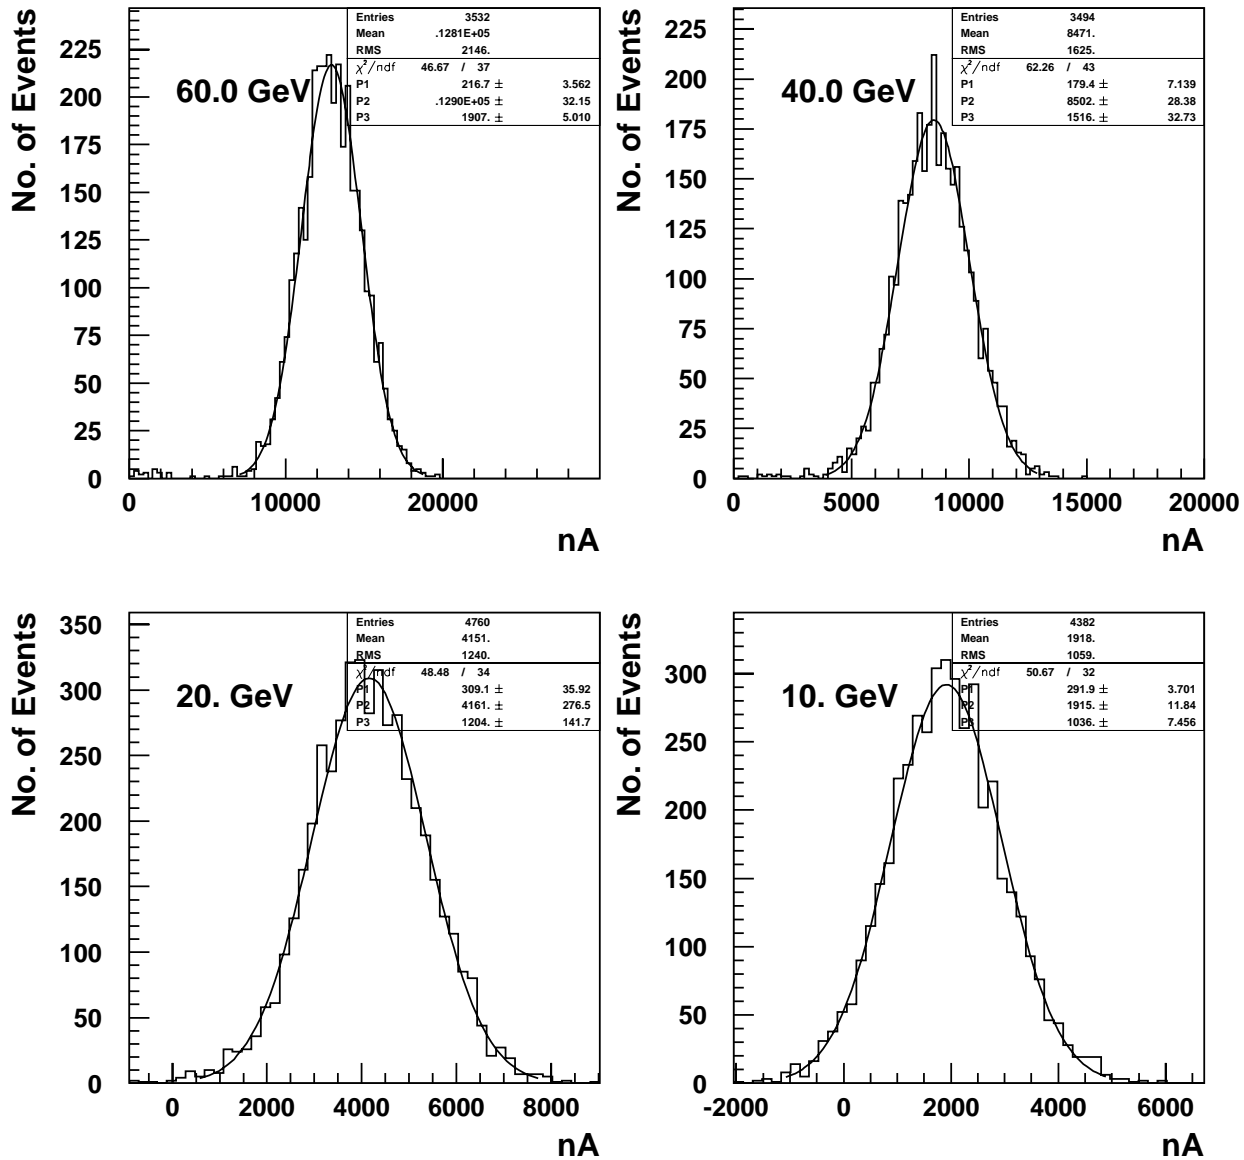 Entries 3532
Mean .1281E+05
RMS 2146.
χ²/ndf 46.67 / 37
P1 216.7 ± 3.562
P2 .1290E+05 ± 32.15
P3 1907. ± 5.010
60.0 GeV
No. of Events
225
200
175
150
125
100
75
50
25
0
0 10000 20000
nA
Entries 3494
Mean 8471.
RMS 1625.
χ²/ndf 62.26 / 43
P1 179.4 ± 7.139
P2 8502. ± 28.38
P3 1516. ± 32.73
40.0 GeV
No. of Events
225
200
175
150
125
100
75
50
25
0
0 5000 10000 15000 20000
nA
Entries 4760
Mean 4151.
RMS 1240.
χ²/ndf 48.48 / 34
P1 309.1 ± 35.92
P2 4161. ± 276.5
P3 1204. ± 141.7
20. GeV
No. of Events
350
300
250
200
150
100
50
0
0 2000 4000 6000 8000
nA
Entries 4382
Mean 1918.
RMS 1059.
χ²/ndf 50.67 / 32
P1 291.9 ± 3.701
P2 1915. ± 11.84
P3 1036. ± 7.456
10. GeV
No. of Events
300
250
200
150
100
50
0
-2000 0 2000 4000 6000
nA